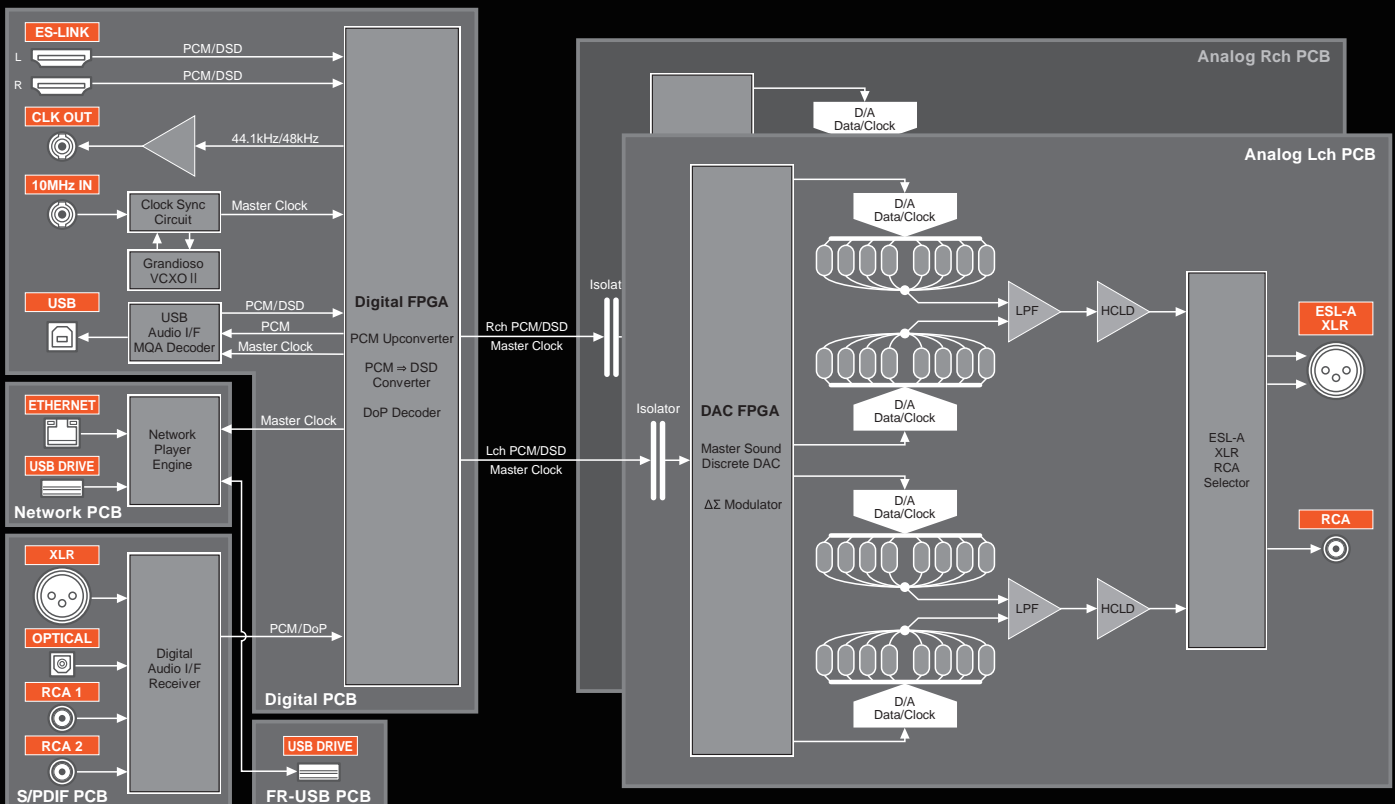 ES-LINK
L
PCM/DSD
R
PCM/DSD
CLK OUT
44.1kHz/48kHz
10MHz IN
Clock Sync
Circuit
Master Clock
Grandioso
VCXO II
USB
USB
Audio I/F
MQA Decoder
PCM/DSD
PCM
Master Clock
Digital FPGA
PCM Upconverter
PCM ⇒ DSD
Converter
DoP Decoder
ETHERNET
USB DRIVE
Network
Player
Engine
Master Clock
Network PCB
XLR
OPTICAL
RCA 1
RCA 2
Digital
Audio I/F
Receiver
PCM/DoP
S/PDIF PCB
Digital PCB
USB DRIVE
FR-USB PCB
Rch PCM/DSD
Master Clock
Lch PCM/DSD
Master Clock
Analog Rch PCB
D/A
Data/Clock
Isolat
Analog Lch PCB
Isolator
DAC FPGA
Master Sound
Discrete DAC
ΔΣ Modulator
D/A
Data/Clock
D/A
Data/Clock
D/A
Data/Clock
D/A
Data/Clock
LPF
HCLD
LPF
HCLD
ESL-A
XLR
RCA
Selector
ESL-A
XLR
RCA